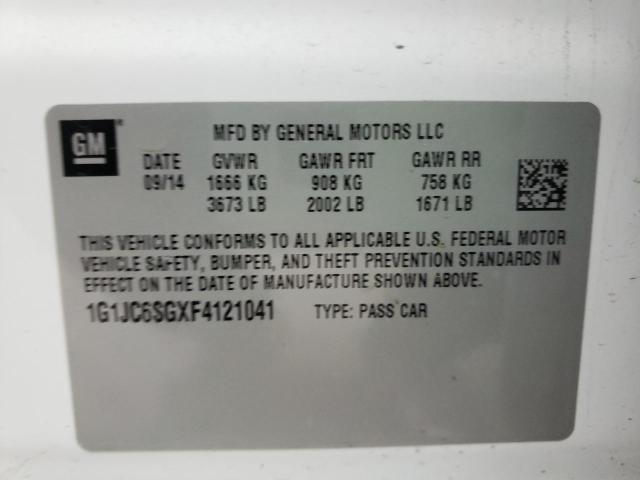 GM®
MFD BY GENERAL MOTORS LLC
DATE GVWR GAWR FRT GAWR RR
09/14 1666 KG 908 KG 758 KG
3673 LB 2002 LB 1671 LB
THIS VEHICLE CONFORMS TO ALL APPLICABLE U.S. FEDERAL MOTOR
VEHICLE SAFETY, BUMPER, AND THEFT PREVENTION STANDARDS IN
EFFECT ON THE DATE OF MANUFACTURE SHOWN ABOVE.
1G1JC6SGXF4121041 TYPE: PASS CAR